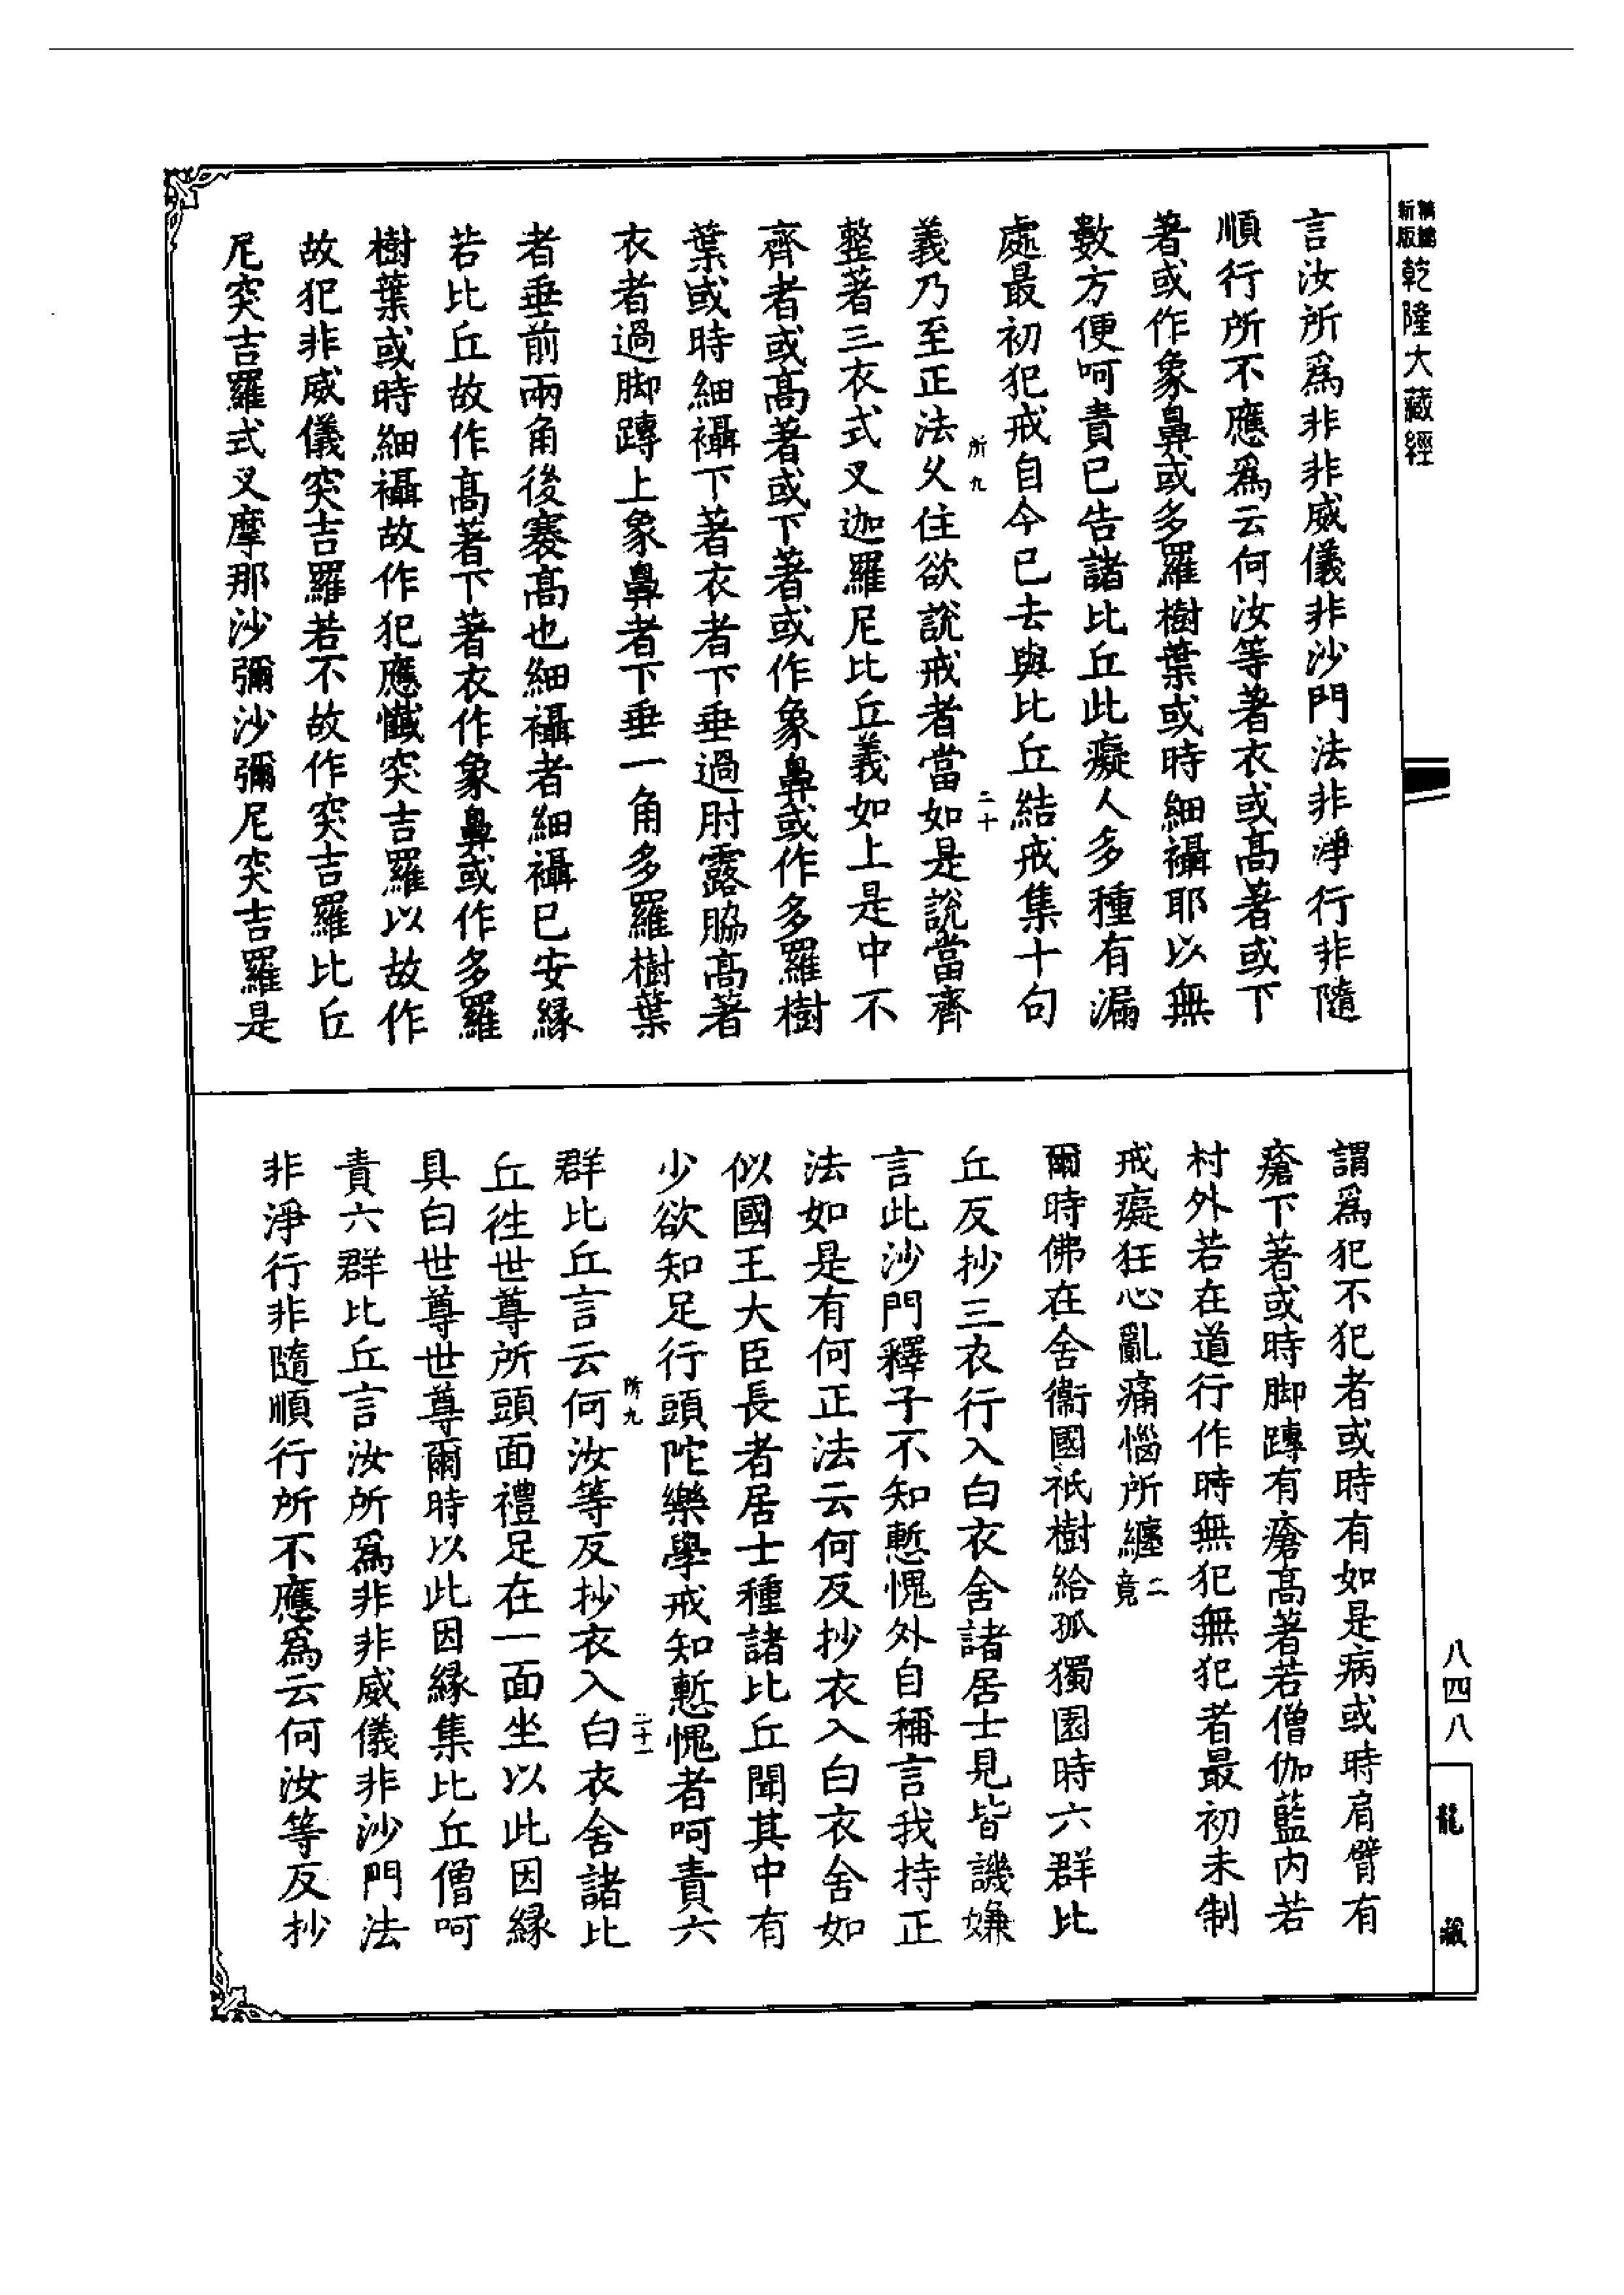 新版
乾隆大藏經
言汝所爲非非威儀非沙門法非淨行非隨
順行所不應爲云何汝等著衣或髙著或下
著或作象鼻或多羅樹葉或時細襵耶以無
數方便呵責已告諸比丘此癡人多種有漏
處最初犯戒自今已去與比丘結戒集十句
所九
二十
義乃至正法乆住欲說戒者當如是說當齊
整著三衣式叉迦羅尼比丘義如上是中不
齊者或髙著或下著或作象鼻或作多羅樹
葉或時細襵下著衣者下垂過肘露脇髙著
衣者過脚䠿上象鼻者下垂一角多羅樹葉
者垂前兩角後褰髙也細襵者細襵已安縁
若比丘故作髙著下著衣作象鼻或作多羅
樹葉或時細襵故作犯應懺突吉羅以故作
故犯非威儀突吉羅若不故作突吉羅比丘
尼突吉羅式叉摩那沙彌沙彌尼突吉羅是
謂爲犯不犯者或時有如是病或時肩臂有
瘡下著或時脚䠿有瘡髙著若僧伽藍内若
村外若在道行作時無犯無犯者最初未制
戒癡狂心亂痛惱所纏二竟
爾時佛在舍衞國祇樹給孤獨園時六群比
丘反抄三衣行入白衣舍諸居士見皆譏嫌
言此沙門釋子不知慙愧外自稱言我持正
法如是有何正法云何反抄衣入白衣舍如
似國王大臣長者居士種諸比丘聞其中有
少欲知足行頭陀樂學戒知慙愧者呵責六
所九
二十一
群比丘言云何汝等反抄衣入白衣舍諸比
丘徃世尊所頭面禮足在一面坐以此因縁
具白世尊世尊爾時以此因縁集比丘僧呵
責六群比丘言汝所爲非非威儀非沙門法
非淨行非隨順行所不應爲云何汝等反抄
八四八
龍藏